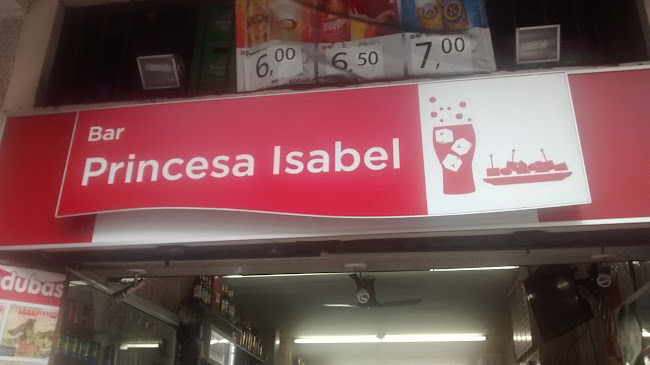 6,00
6,50
7,00
Bar
Princesa Isabel
dubas